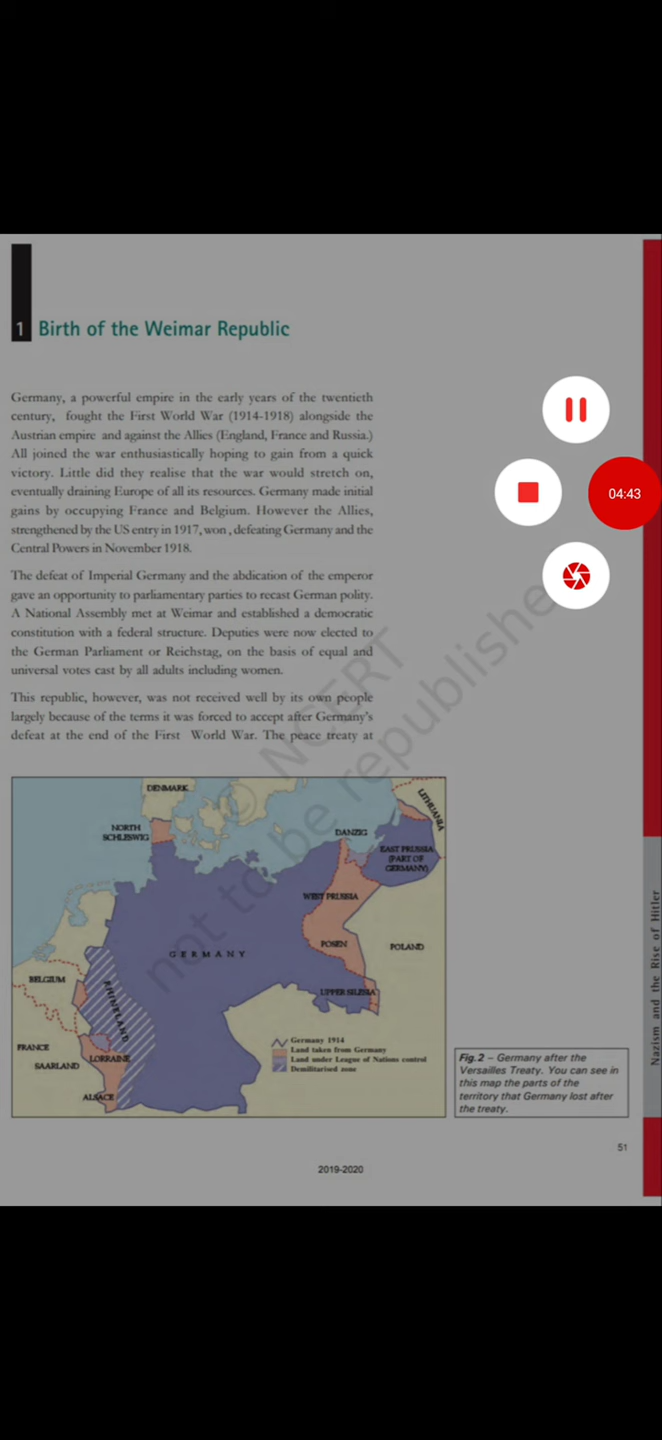 1 Birth of the Weimar Republic
Germany, a powerful empire in the early years of the twentieth
century, fought the First World War (1914-1918) alongside the
Austrian empire and against the Allies (England, France and Russia.)
All joined the war enthusiastically hoping to gain from a quick
victory. Little did they realise that the war would stretch on,
eventually draining Europe of all its resources. Germany made initial
gains by occupying France and Belgium. However the Allies,
strengthened by the US entry in 1917, won , defeating Germany and the
Central Powers in November 1918.
The defeat of Imperial Germany and the abdication of the emperor
gave an opportunity to parliamentary parties to recast German polity.
A National Assembly met at Weimar and established a democratic
constitution with a federal structure. Deputies were now elected to
the German Parliament or Reichstag, on the basis of equal and
universal votes cast by all adults including women.
This republic, however, was not received well by its own people
largely because of the terms it was forced to accept after Germany's
defeat at the end of the First World War. The peace treaty at
04:43
© NCERT
not to be republishe
DENMARK
LITHUANIA
NORTH
SCHLESWIG
DANZIG
EAST PRUSSIA
(PART OF
GERMANY)
WEST PRUSSIA
GERMANY
POSEN
POLAND
BELGIUM
RHINELAND
UPPER SILESIA
FRANCE
SAARLAND
LORRAINE
ALSACE
Germany 1914
Land taken from Germany
Land under League of Nations control
Demilitarised zone
Fig.2 – Germany after the
Versailles Treaty. You can see in
this map the parts of the
territory that Germany lost after
the treaty.
Nazism and the Rise of Hitler
51
2019-2020